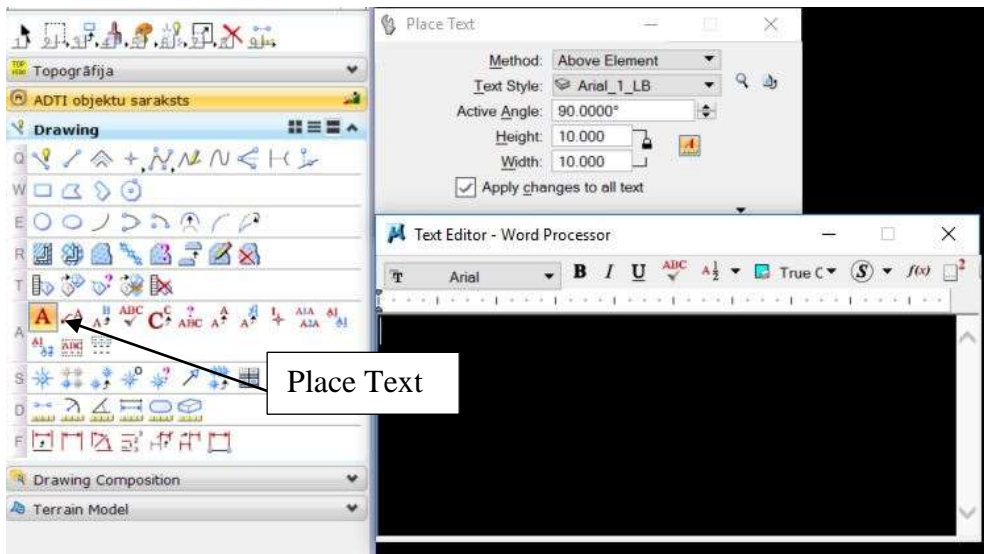 Topogrāfija
ADTI objektu saraksts
Drawing
Q
W
E
R
T
A
S
D
F
Drawing Composition
Terrain Model
Place Text
Method: Above Element
Text Style: Arial_1_LB
Active Angle: 90.0000°
Height: 10.000
Width: 10.000
Apply changes to all text
Text Editor - Word Processor
Arial B I U ABC True C S f(x)
Place Text